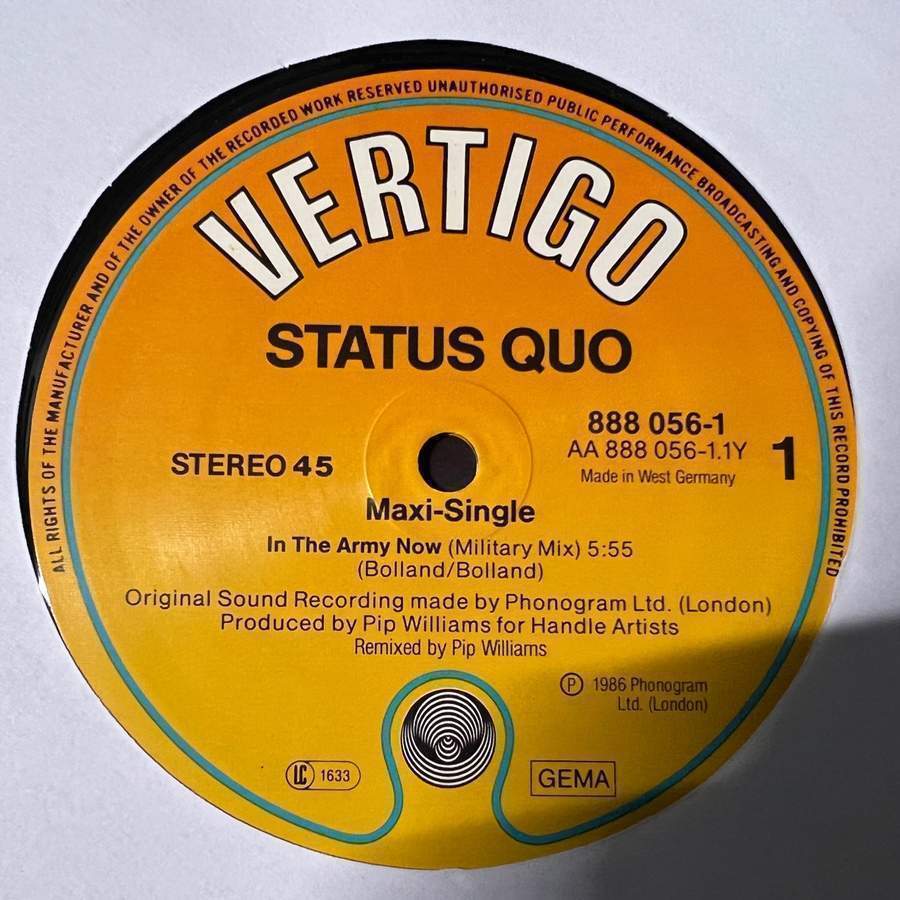 ALL RIGHTS OF THE MANUFACTURER AND OF THE OWNER OF THE RECORDED WORK RESERVED UNAUTHORISED PUBLIC PERFORMANCE BROADCASTING AND COPYING OF THIS RECORD PROHIBITED
VERTIGO
STATUS QUO
888 056-1
AA 888 056-1.1Y
Made in West Germany
1
STEREO 45
Maxi-Single
In The Army Now (Military Mix) 5:55
(Bolland/Bolland)
Original Sound Recording made by Phonogram Ltd. (London)
Produced by Pip Williams for Handle Artists
Remixed by Pip Williams
Ⓟ 1986 Phonogram
Ltd. (London)
LC 1633
GEMA